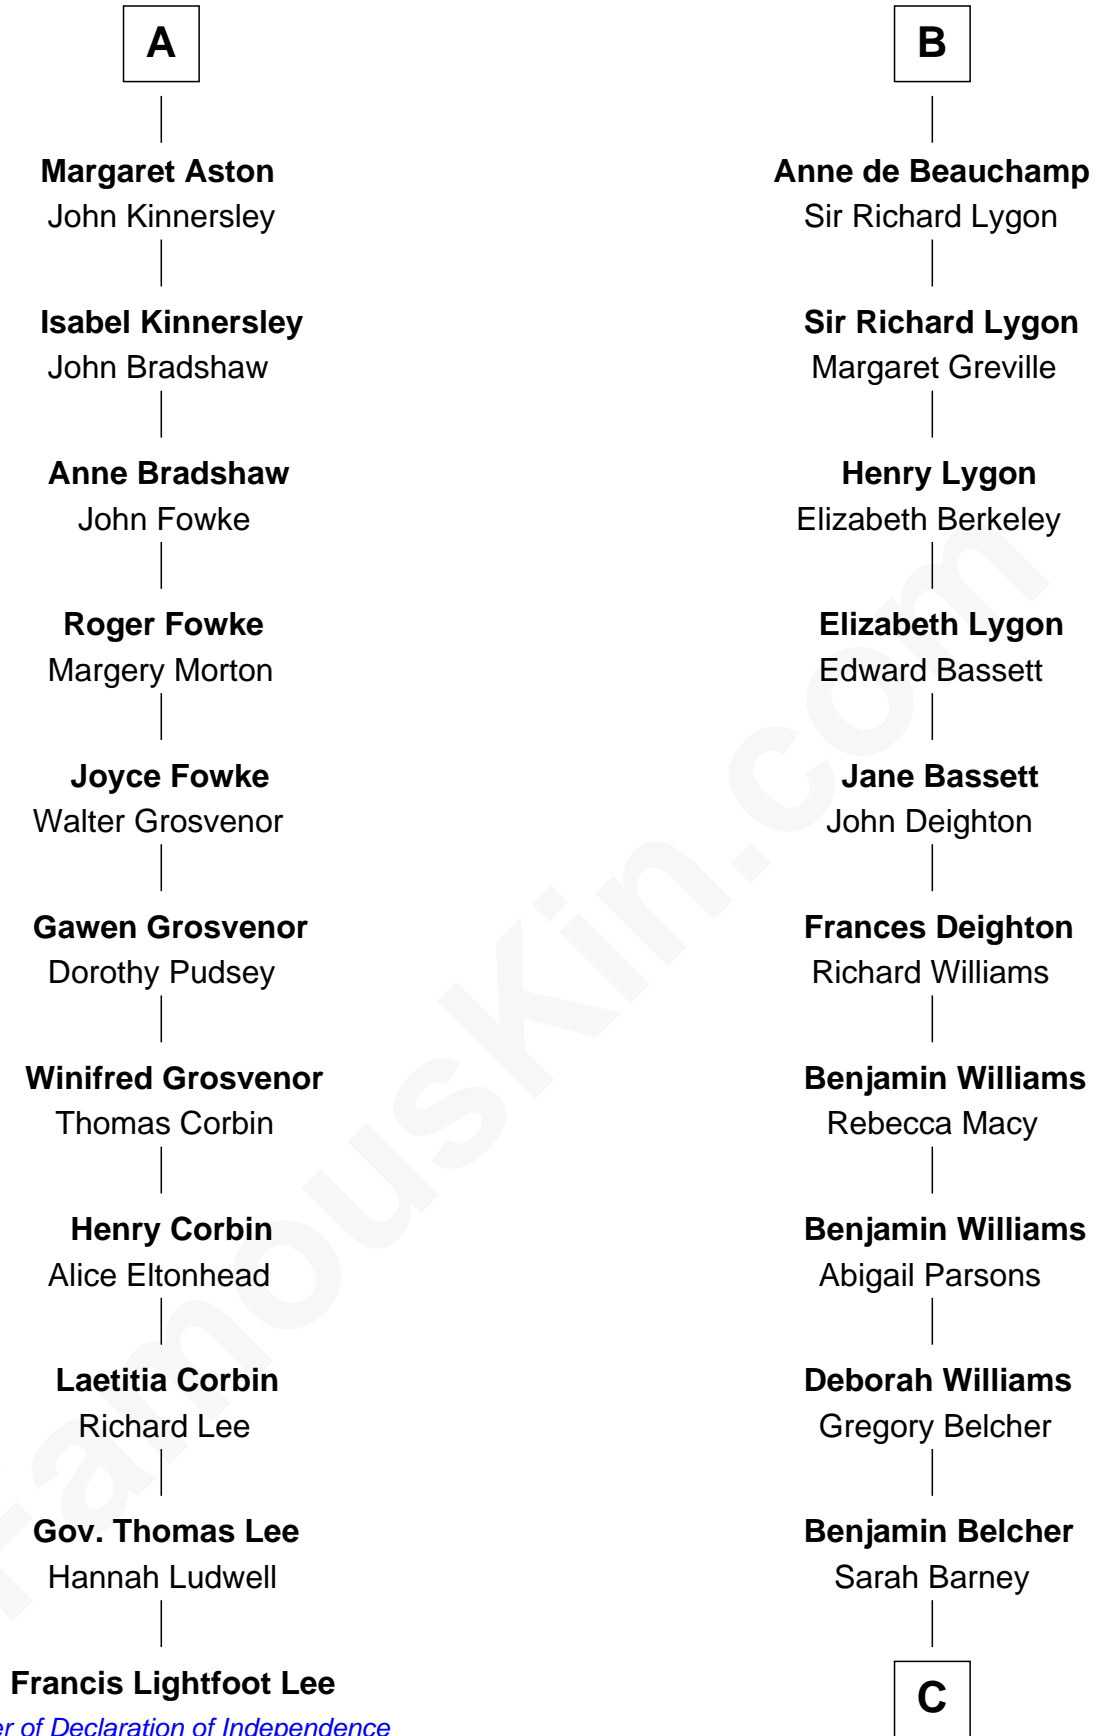 A
Margaret Aston
John Kinnersley
Isabel Kinnersley
John Bradshaw
Anne Bradshaw
John Fowke
Roger Fowke
Margery Morton
Joyce Fowke
Walter Grosvenor
Gawen Grosvenor
Dorothy Pudsey
Winifred Grosvenor
Thomas Corbin
Henry Corbin
Alice Eltonhead
Laetitia Corbin
Richard Lee
Gov. Thomas Lee
Hannah Ludwell
Francis Lightfoot Lee
of Declaration of Independence
B
Anne de Beauchamp
Sir Richard Lygon
Sir Richard Lygon
Margaret Greville
Henry Lygon
Elizabeth Berkeley
Elizabeth Lygon
Edward Bassett
Jane Bassett
John Deighton
Frances Deighton
Richard Williams
Benjamin Williams
Rebecca Macy
Benjamin Williams
Abigail Parsons
Deborah Williams
Gregory Belcher
Benjamin Belcher
Sarah Barney
C
FamousKin.com